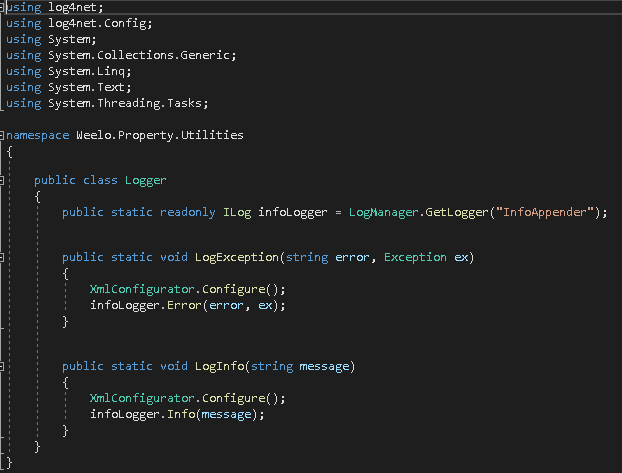 using log4net;
using log4net.Config;
using System;
using System.Collections.Generic;
using System.Linq;
using System.Text;
using System.Threading.Tasks;
namespace Weelo.Property.Utilities
{
public class Logger
{
public static readonly ILog infoLogger = LogManager.GetLogger("InfoAppender");
public static void LogException(string error, Exception ex)
{
XmlConfigurator.Configure();
infoLogger.Error(error, ex);
}
public static void LogInfo(string message)
{
XmlConfigurator.Configure();
infoLogger.Info(message);
}
}
}